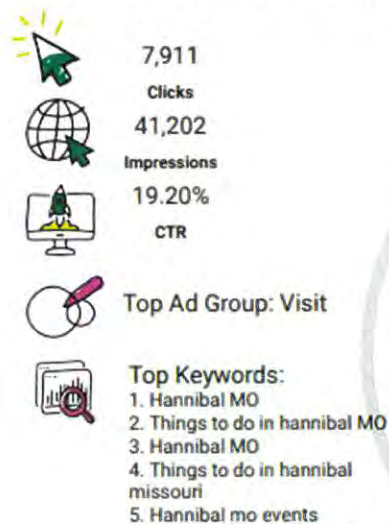 7,911
Clicks
41,202
Impressions
19.20%
CTR
Top Ad Group: Visit
Top Keywords:
1. Hannibal MO
2. Things to do in hannibal MO
3. Hannibal MO
4. Things to do in hannibal
missouri
5. Hannibal mo events